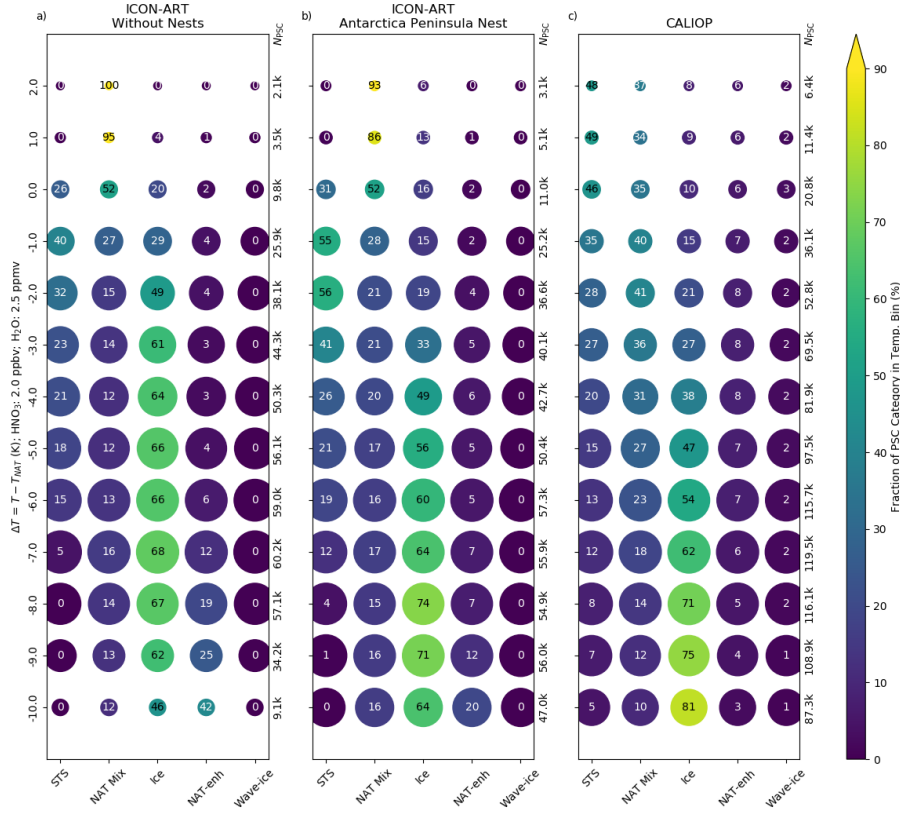 a)
ICON-ART
Without Nests
b)
ICON-ART
Antarctica Peninsula Nest
c)
CALIOP
N_PSC
N_PSC
N_PSC
2.0 0 100 0 0 0 2.1k 0 93 6 0 0 3.1k 48 37 8 6 2 6.4k
1.0 0 95 4 1 0 3.5k 0 86 13 1 0 5.1k 49 34 9 6 2 11.4k
0.0 26 52 20 2 0 9.8k 31 52 16 2 0 11.0k 46 35 10 6 3 20.8k
-1.0 40 27 29 4 0 25.9k 55 28 15 2 0 25.2k 35 40 15 7 2 36.1k
-2.0 32 15 49 4 0 38.1k 56 21 19 4 0 36.6k 28 41 21 8 2 52.8k
-3.0 23 14 61 3 0 44.3k 41 21 33 5 0 40.1k 27 36 27 8 2 69.5k
-4.0 21 12 64 3 0 50.3k 26 20 49 6 0 42.7k 20 31 38 8 2 81.9k
-5.0 18 12 66 4 0 56.1k 21 17 56 5 0 50.4k 15 27 47 7 2 97.5k
-6.0 15 13 66 6 0 59.0k 19 16 60 5 0 57.3k 13 23 54 7 2 115.7k
-7.0 5 16 68 12 0 60.2k 12 17 64 7 0 55.9k 12 18 62 6 2 119.5k
-8.0 0 14 67 19 0 57.1k 4 15 74 7 0 54.9k 8 14 71 5 2 116.1k
-9.0 0 13 62 25 0 34.2k 1 16 71 12 0 56.0k 7 12 75 4 1 108.9k
-10.0 0 12 46 42 0 9.1k 0 16 64 20 0 47.0k 5 10 81 3 1 87.3k
STS NAT Mix Ice NAT-enh Wave-ice STS NAT Mix Ice NAT-enh Wave-ice STS NAT Mix Ice NAT-enh Wave-ice
ΔT = T − T_NAT (K); HNO₃: 2.0 ppbv; H₂O: 2.5 ppmv
90
80
70
60
50
40
30
20
10
0
Fraction of PSC Category in Temp. Bin (%)